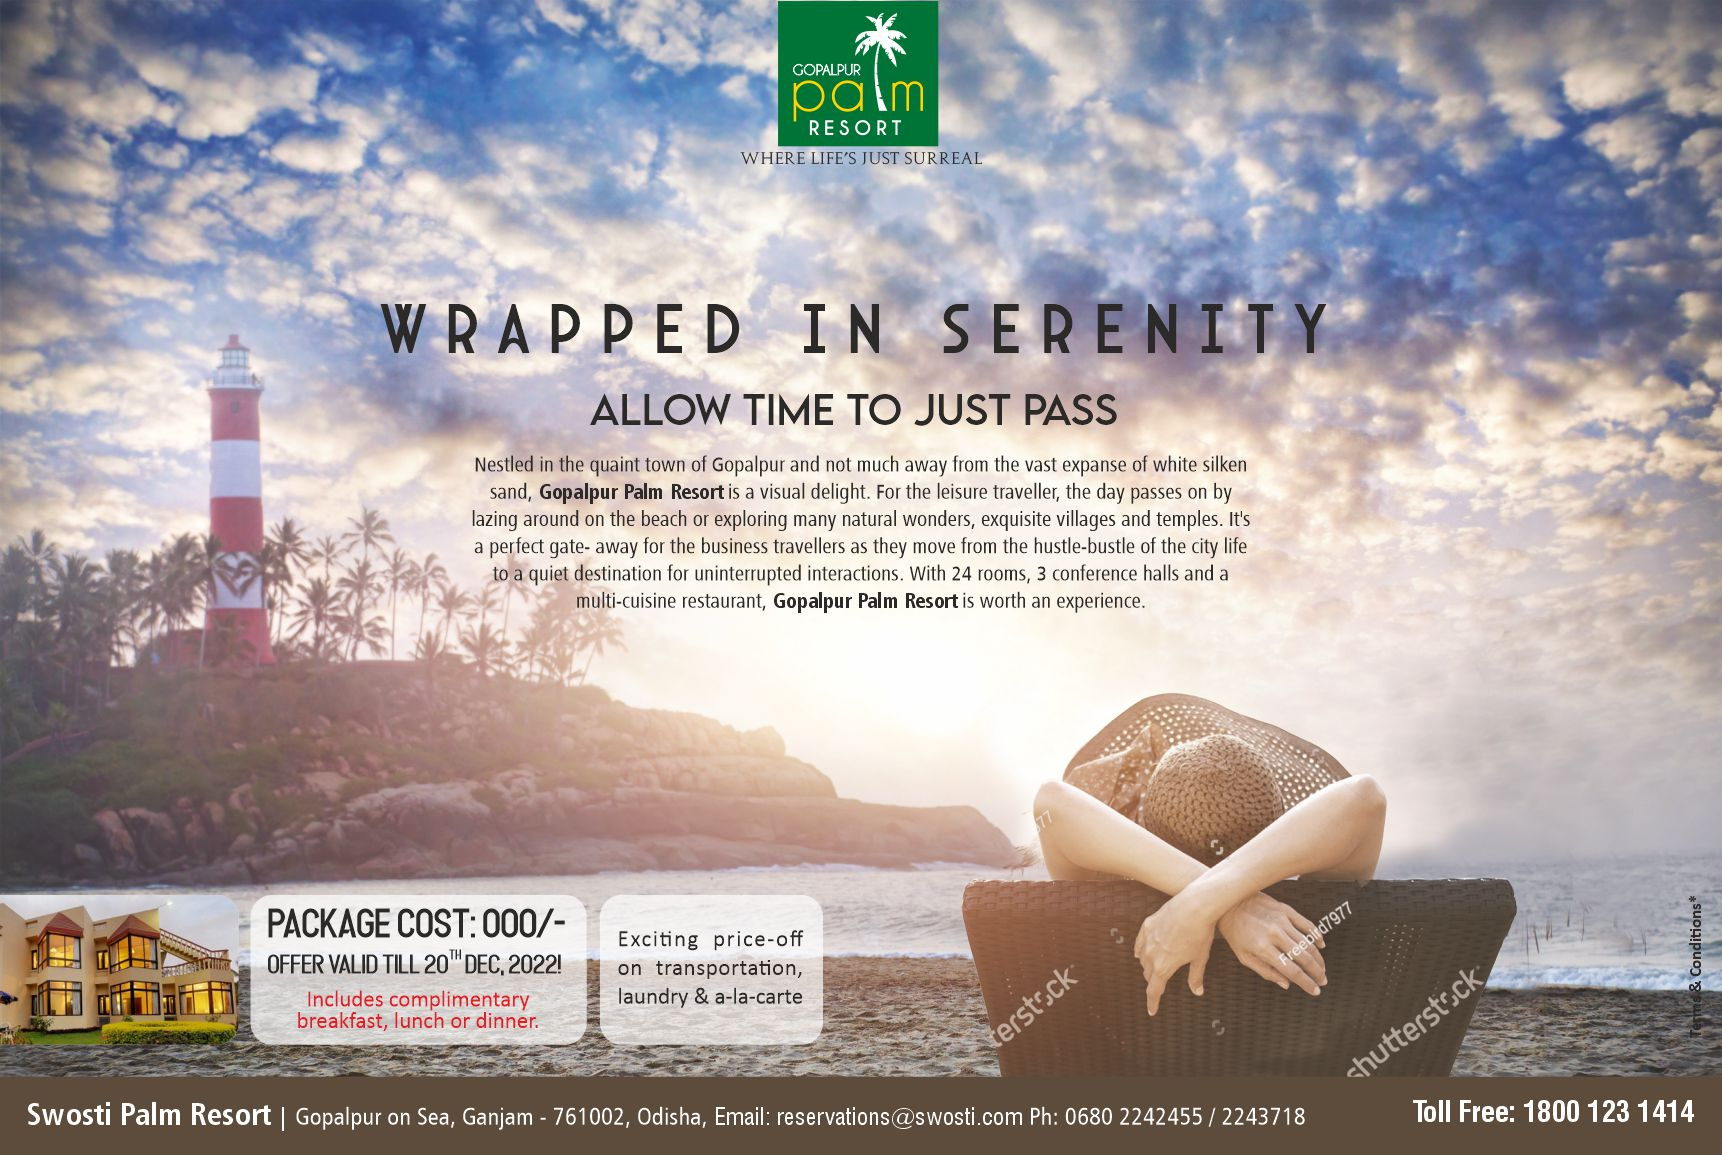 GOPALPUR
palm
RESORT
WHERE LIFE'S JUST SURREAL
WRAPPED IN SERENITY
ALLOW TIME TO JUST PASS
Nestled in the quaint town of Gopalpur and not much away from the vast expanse of white silken
sand, Gopalpur Palm Resort is a visual delight. For the leisure traveller, the day passes on by
lazing around on the beach or exploring many natural wonders, exquisite villages and temples. It's
a perfect gate- away for the business travellers as they move from the hustle-bustle of the city life
to a quiet destination for uninterrupted interactions. With 24 rooms, 3 conference halls and a
multi-cuisine restaurant, Gopalpur Palm Resort is worth an experience.
PACKAGE COST: 000/-
OFFER VALID TILL 20TH DEC, 2022!
Includes complimentary
breakfast, lunch or dinner.
Exciting price-off
on transportation,
laundry & a-la-carte
977
Freebird7977
terstock
shutterstock
Terms & Conditions*
Swosti Palm Resort | Gopalpur on Sea, Ganjam - 761002, Odisha, Email: reservations@swosti.com Ph: 0680 2242455 / 2243718
Toll Free: 1800 123 1414